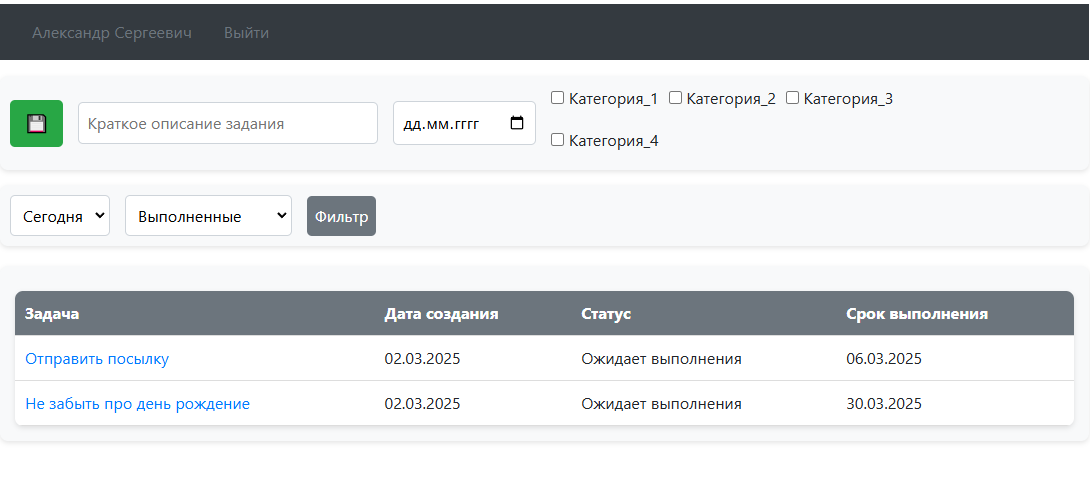 Александр Сергеевич Выйти
Краткое описание задания дд.мм.гггг Категория_1 Категория_2 Категория_3
Категория_4
Сегодня Выполненные Фильтр
Задача Дата создания Статус Срок выполнения
Отправить посылку 02.03.2025 Ожидает выполнения 06.03.2025
Не забыть про день рождение 02.03.2025 Ожидает выполнения 30.03.2025